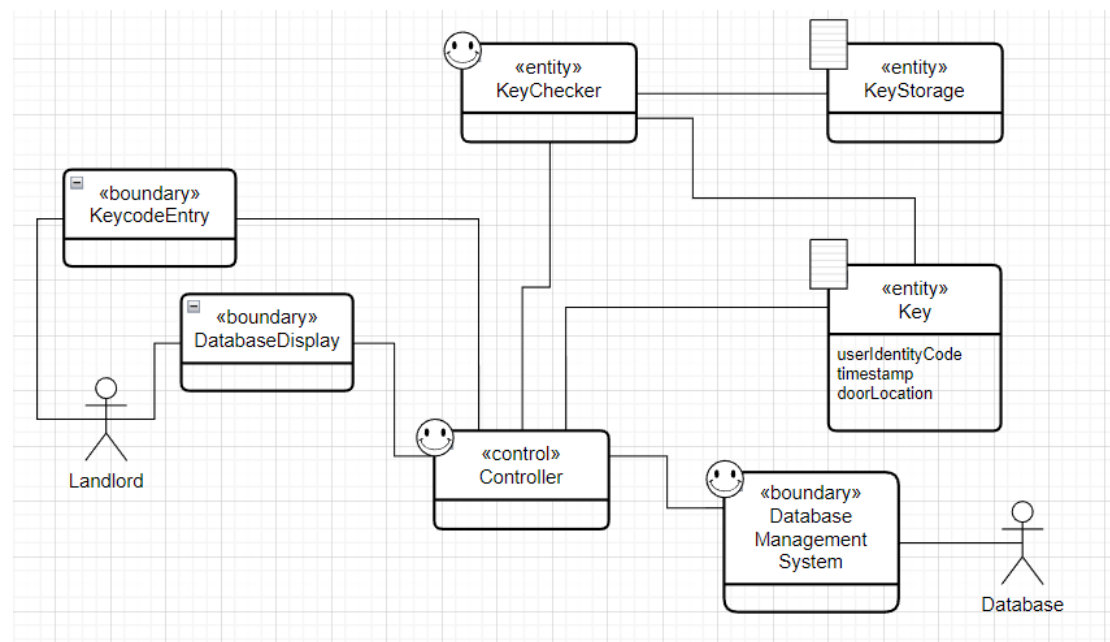 «entity»
KeyChecker
«entity»
KeyStorage
«boundary»
KeycodeEntry
«entity»
Key
userIdentityCode
timestamp
doorLocation
«boundary»
DatabaseDisplay
Landlord
«control»
Controller
«boundary»
Database
Management
System
Database